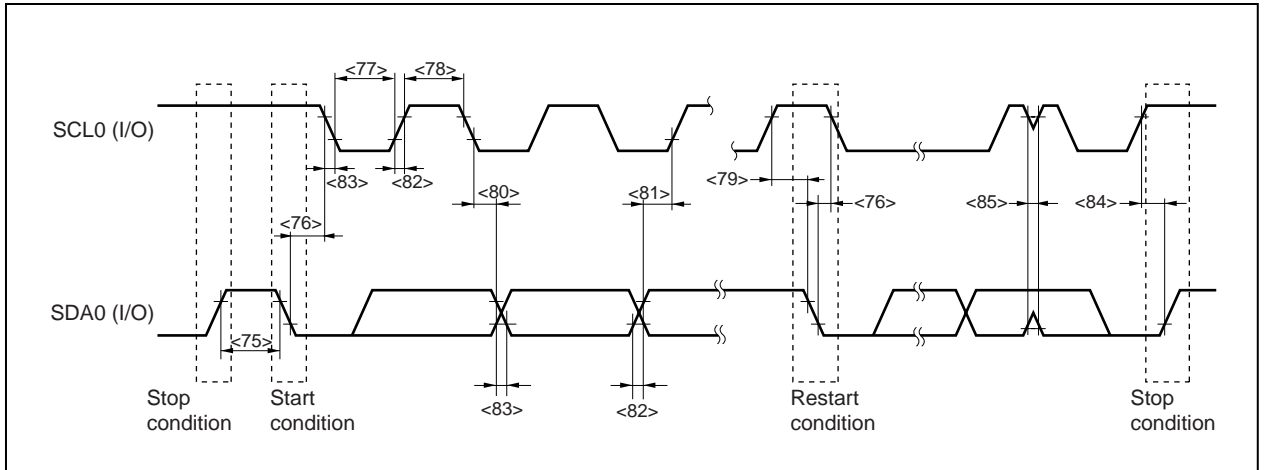 <77>
<78>
SCL0 (I/O)
<83>
<82>
<80>
<81>
<79>
<76>
<85>
<84>
<76>
SDA0 (I/O)
<75>
<83>
<82>
Stop
condition
Start
condition
Restart
condition
Stop
condition